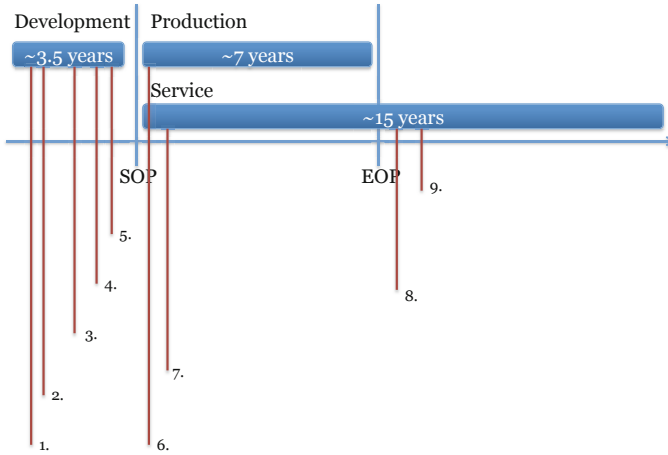 Development
Production
~3.5 years
~7 years
Service
~15 years
SOP
EOP
9.
5.
4.
8.
3.
7.
2.
1.
6.